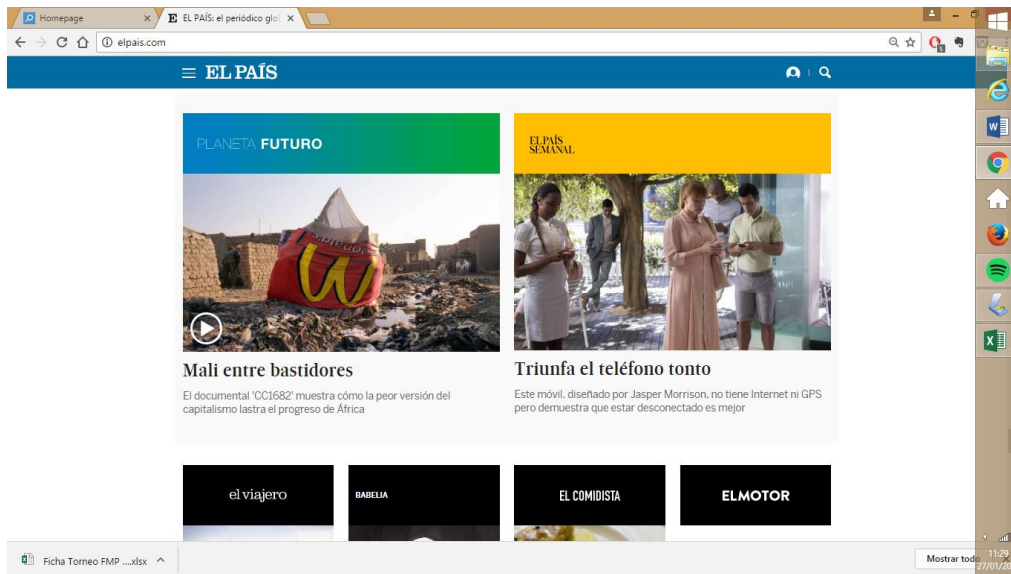 Homepage
EL PAÍS: el periódico glo
elpais.com
EL PAÍS
PLANETA FUTURO
EL PAÍS
SEMANAL
Mali entre bastidores
El documental 'CC1682' muestra cómo la peor versión del
capitalismo lastra el progreso de África
Triunfa el teléfono tonto
Este móvil, diseñado por Jasper Morrison, no tiene Internet ni GPS
pero demuestra que estar desconectado es mejor
el viajero
BABELIA
EL COMIDISTA
ELMOTOR
Ficha Torneo FMP ....xlsx
Mostrar todo
11:29
27/01/20